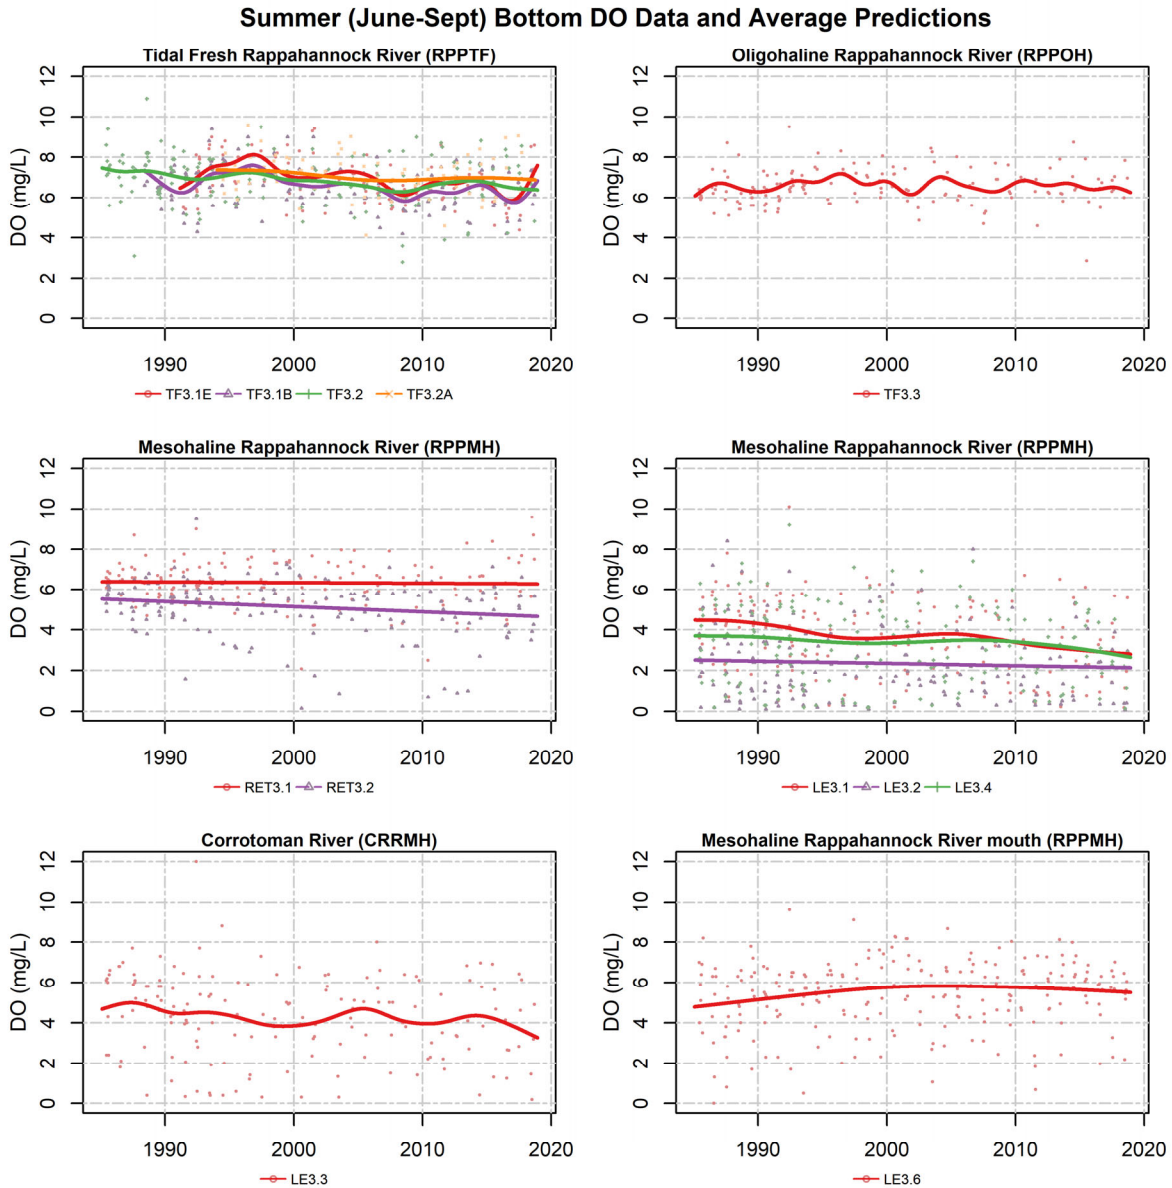 Summer (June-Sept) Bottom DO Data and Average Predictions
Tidal Fresh Rappahannock River (RPPTF)
DO (mg/L)
0 2 4 6 8 10 12
1990 2000 2010 2020
TF3.1E TF3.1B TF3.2 TF3.2A
Oligohaline Rappahannock River (RPPOH)
DO (mg/L)
0 2 4 6 8 10 12
1990 2000 2010 2020
TF3.3
Mesohaline Rappahannock River (RPPMH)
DO (mg/L)
0 2 4 6 8 10 12
1990 2000 2010 2020
RET3.1 RET3.2
Mesohaline Rappahannock River (RPPMH)
DO (mg/L)
0 2 4 6 8 10 12
1990 2000 2010 2020
LE3.1 LE3.2 LE3.4
Corrotoman River (CRRMH)
DO (mg/L)
0 2 4 6 8 10 12
1990 2000 2010 2020
LE3.3
Mesohaline Rappahannock River mouth (RPPMH)
DO (mg/L)
0 2 4 6 8 10 12
1990 2000 2010 2020
LE3.6